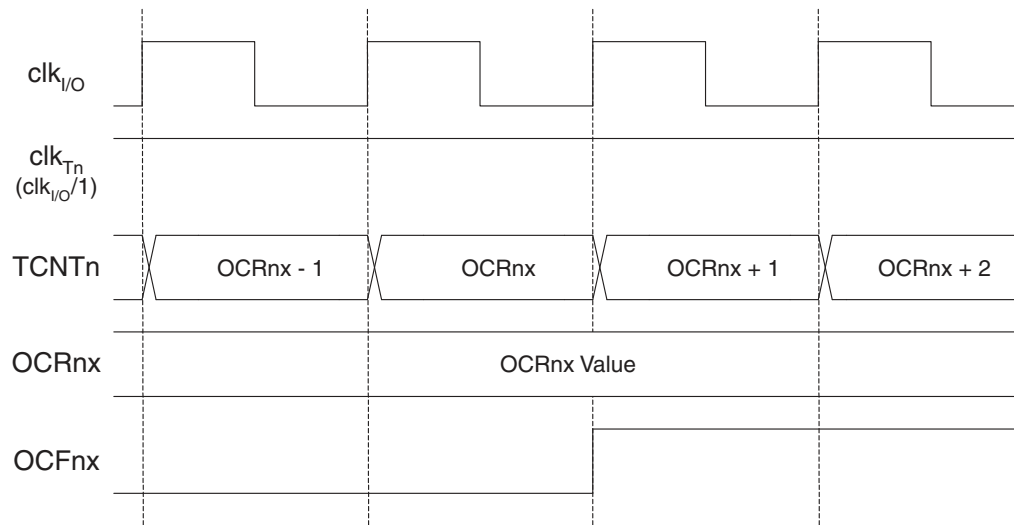 clkI/O
clkTn
(clkI/O/1)
TCNTn
OCRnx - 1
OCRnx
OCRnx + 1
OCRnx + 2
OCRnx
OCRnx Value
OCFnx